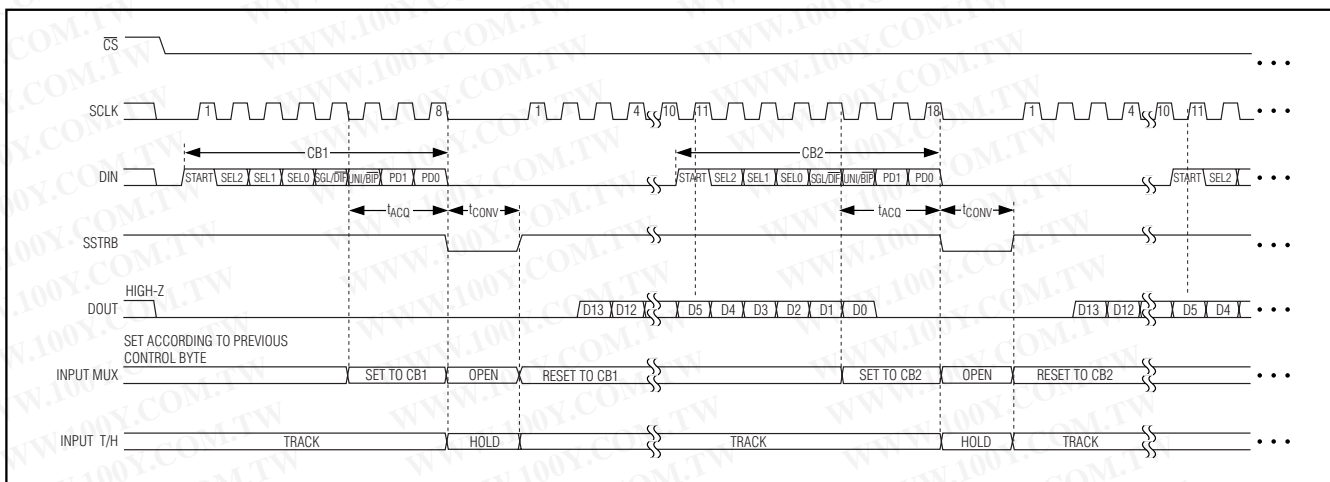 CS
SCLK 1 8 1 4 10 11 18 1 4 10 11
CB1 CB2
DIN START SEL2 SEL1 SEL0 SGL/DIF UNI/BIP PD1 PD0 START SEL2 SEL1 SEL0 SGL/DIF UNI/BIP PD1 PD0 START SEL2
tACQ tCONV tACQ tCONV
SSTRB
HIGH-Z
DOUT D13 D12 D5 D4 D3 D2 D1 D0 D13 D12 D5 D4
SET ACCORDING TO PREVIOUS
CONTROL BYTE
INPUT MUX SET TO CB1 OPEN RESET TO CB1 SET TO CB2 OPEN RESET TO CB2
INPUT T/H TRACK HOLD TRACK HOLD TRACK
WWW.100Y.COM.TW